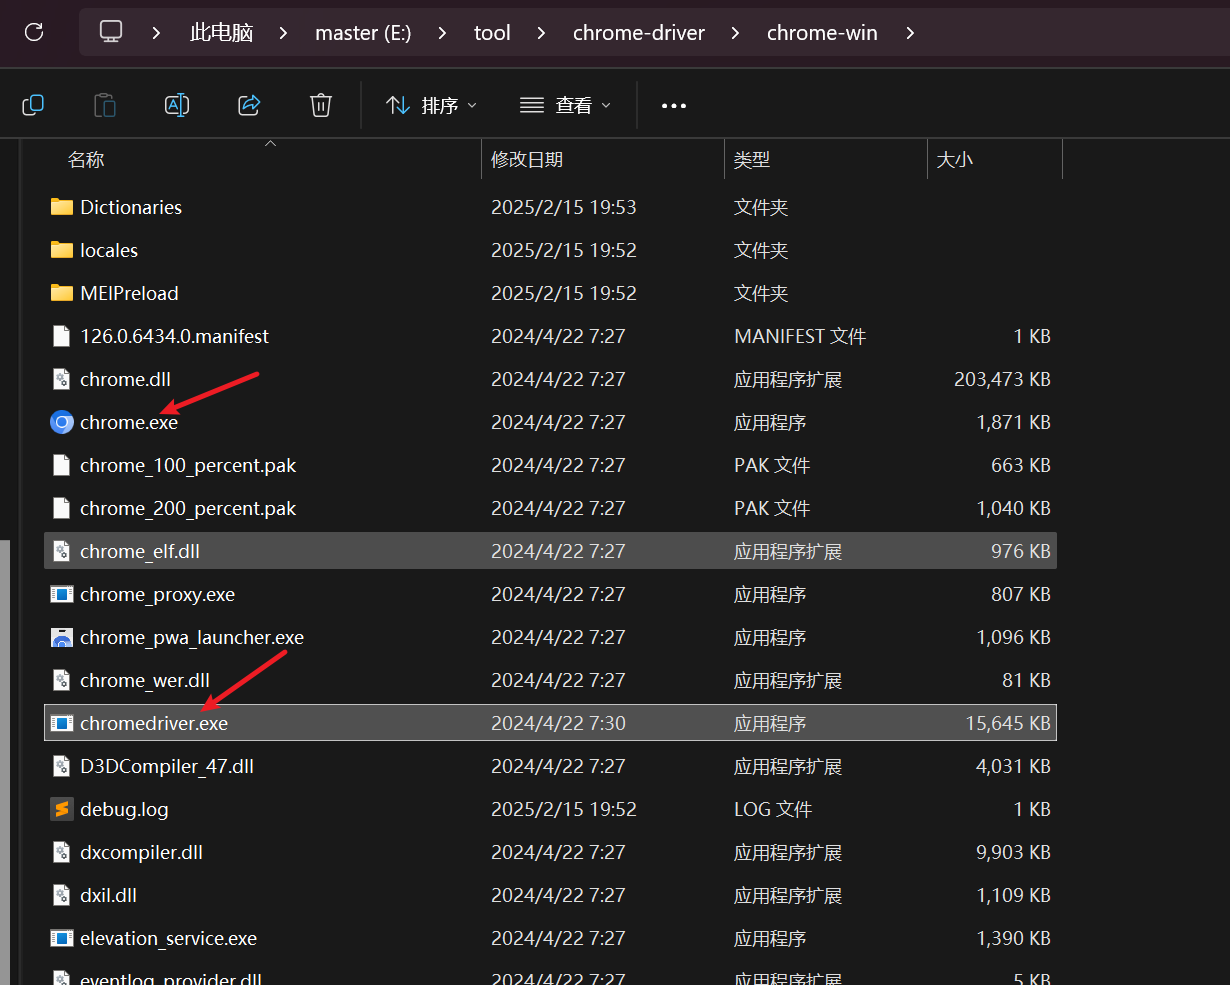 此电脑 master (E:) tool chrome-driver chrome-win
排序 查看
名称 修改日期 类型 大小
Dictionaries 2025/2/15 19:53 文件夹
locales 2025/2/15 19:52 文件夹
MEIPreload 2025/2/15 19:52 文件夹
126.0.6434.0.manifest 2024/4/22 7:27 MANIFEST 文件 1 KB
chrome.dll 2024/4/22 7:27 应用程序扩展 203,473 KB
chrome.exe 2024/4/22 7:27 应用程序 1,871 KB
chrome_100_percent.pak 2024/4/22 7:27 PAK 文件 663 KB
chrome_200_percent.pak 2024/4/22 7:27 PAK 文件 1,040 KB
chrome_elf.dll 2024/4/22 7:27 应用程序扩展 976 KB
chrome_proxy.exe 2024/4/22 7:27 应用程序 807 KB
chrome_pwa_launcher.exe 2024/4/22 7:27 应用程序 1,096 KB
chrome_wer.dll 2024/4/22 7:27 应用程序扩展 81 KB
chromedriver.exe 2024/4/22 7:30 应用程序 15,645 KB
D3DCompiler_47.dll 2024/4/22 7:27 应用程序扩展 4,031 KB
debug.log 2025/2/15 19:52 LOG 文件 1 KB
dxcompiler.dll 2024/4/22 7:27 应用程序扩展 9,903 KB
dxil.dll 2024/4/22 7:27 应用程序扩展 1,109 KB
elevation_service.exe 2024/4/22 7:27 应用程序 1,390 KB
eventlog_provider.dll 2024/4/22 7:27 应用程序扩展 5 KB